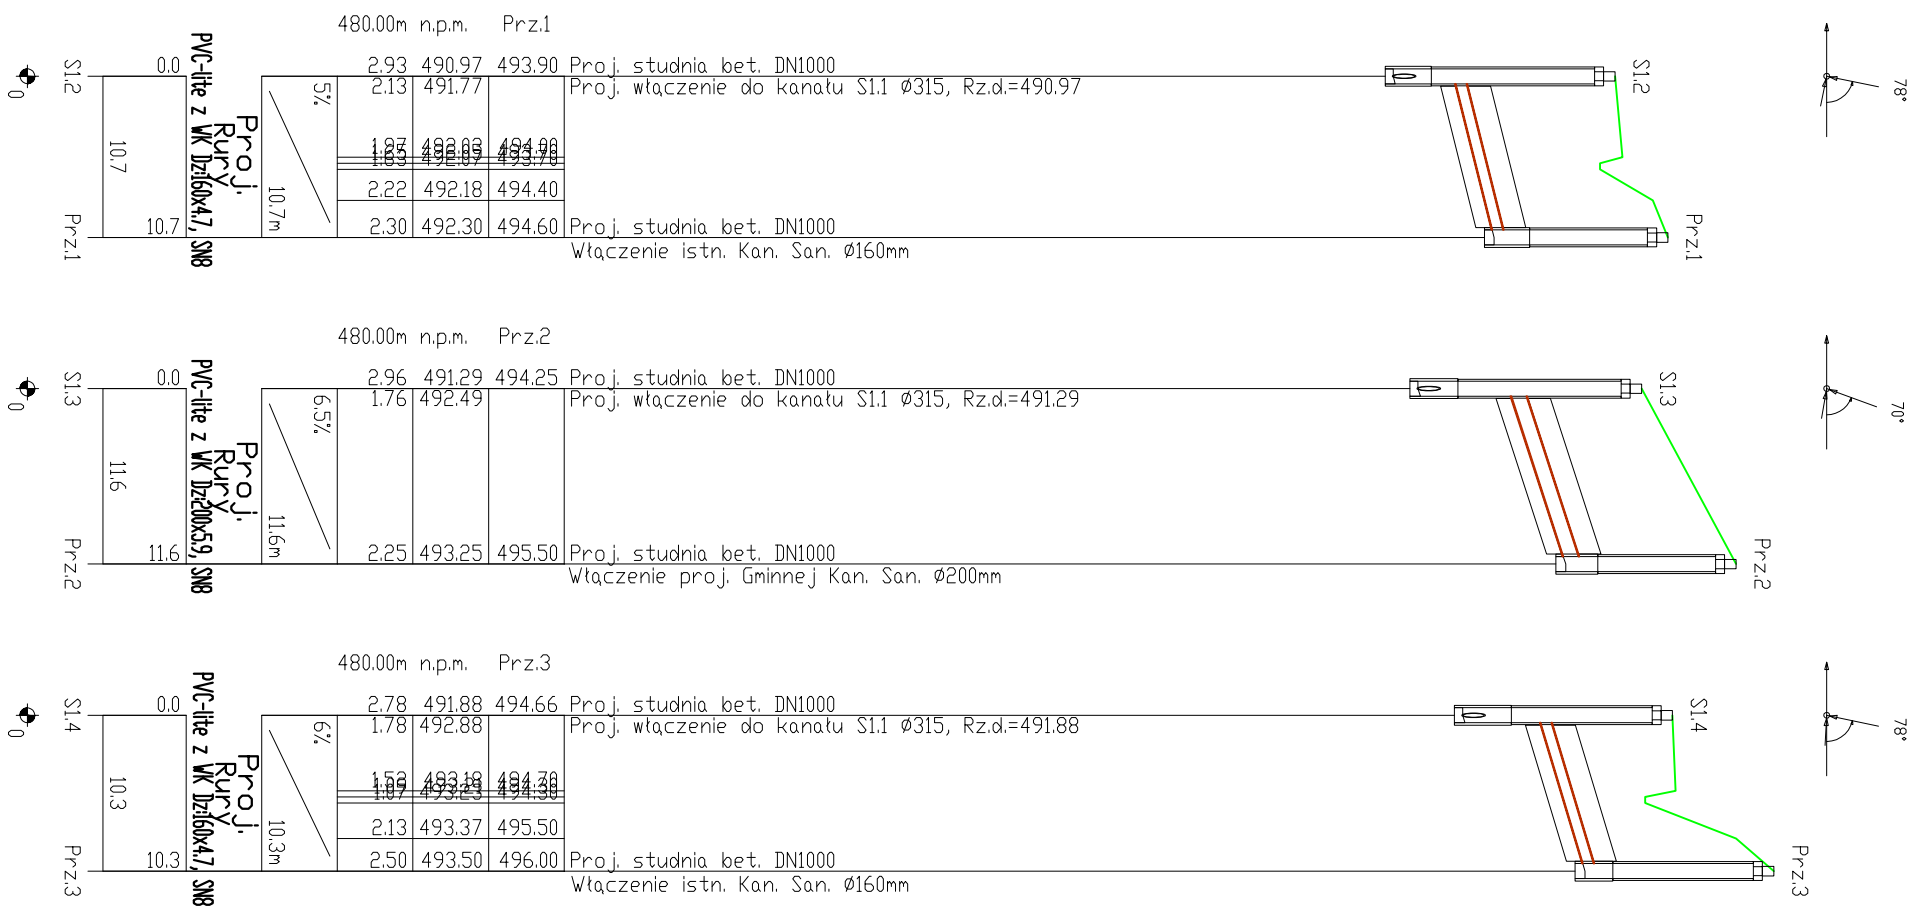 480.00m n.p.m. Prz.1
2.93 490.97 493.90 Proj. studnia bet. DN1000
2.13 491.77 Proj. włączenie do kanału S1.1 Ø315, Rz.d.=490.97
2.22 492.18 494.40
2.30 492.30 494.60 Proj. studnia bet. DN1000
Włączenie istn. Kan. San. Ø160mm
S1.2
0
0.0
10.7
10.7
Prz.1
PVC-lite z WK Dz:160x4.7, SN8
Proj.
Rury
5%
10.7m
S1.2
Prz.1
78°
480.00m n.p.m. Prz.2
2.96 491.29 494.25 Proj. studnia bet. DN1000
1.76 492.49 Proj. włączenie do kanału S1.1 Ø315, Rz.d.=491.29
2.25 493.25 495.50 Proj. studnia bet. DN1000
Włączenie proj. Gminnej Kan. San. Ø200mm
S1.3
0
0.0
11.6
11.6
Prz.2
PVC-lite z WK Dz:200x5.9, SN8
Proj.
Rury
6.5%
11.6m
S1.3
Prz.2
70°
480.00m n.p.m. Prz.3
2.78 491.88 494.66 Proj. studnia bet. DN1000
1.78 492.88 Proj. włączenie do kanału S1.1 Ø315, Rz.d.=491.88
2.13 493.37 495.50
2.50 493.50 496.00 Proj. studnia bet. DN1000
Włączenie istn. Kan. San. Ø160mm
S1.4
0
0.0
10.3
10.3
Prz.3
PVC-lite z WK Dz:160x4.7, SN8
Proj.
Rury
6%
10.3m
S1.4
Prz.3
78°